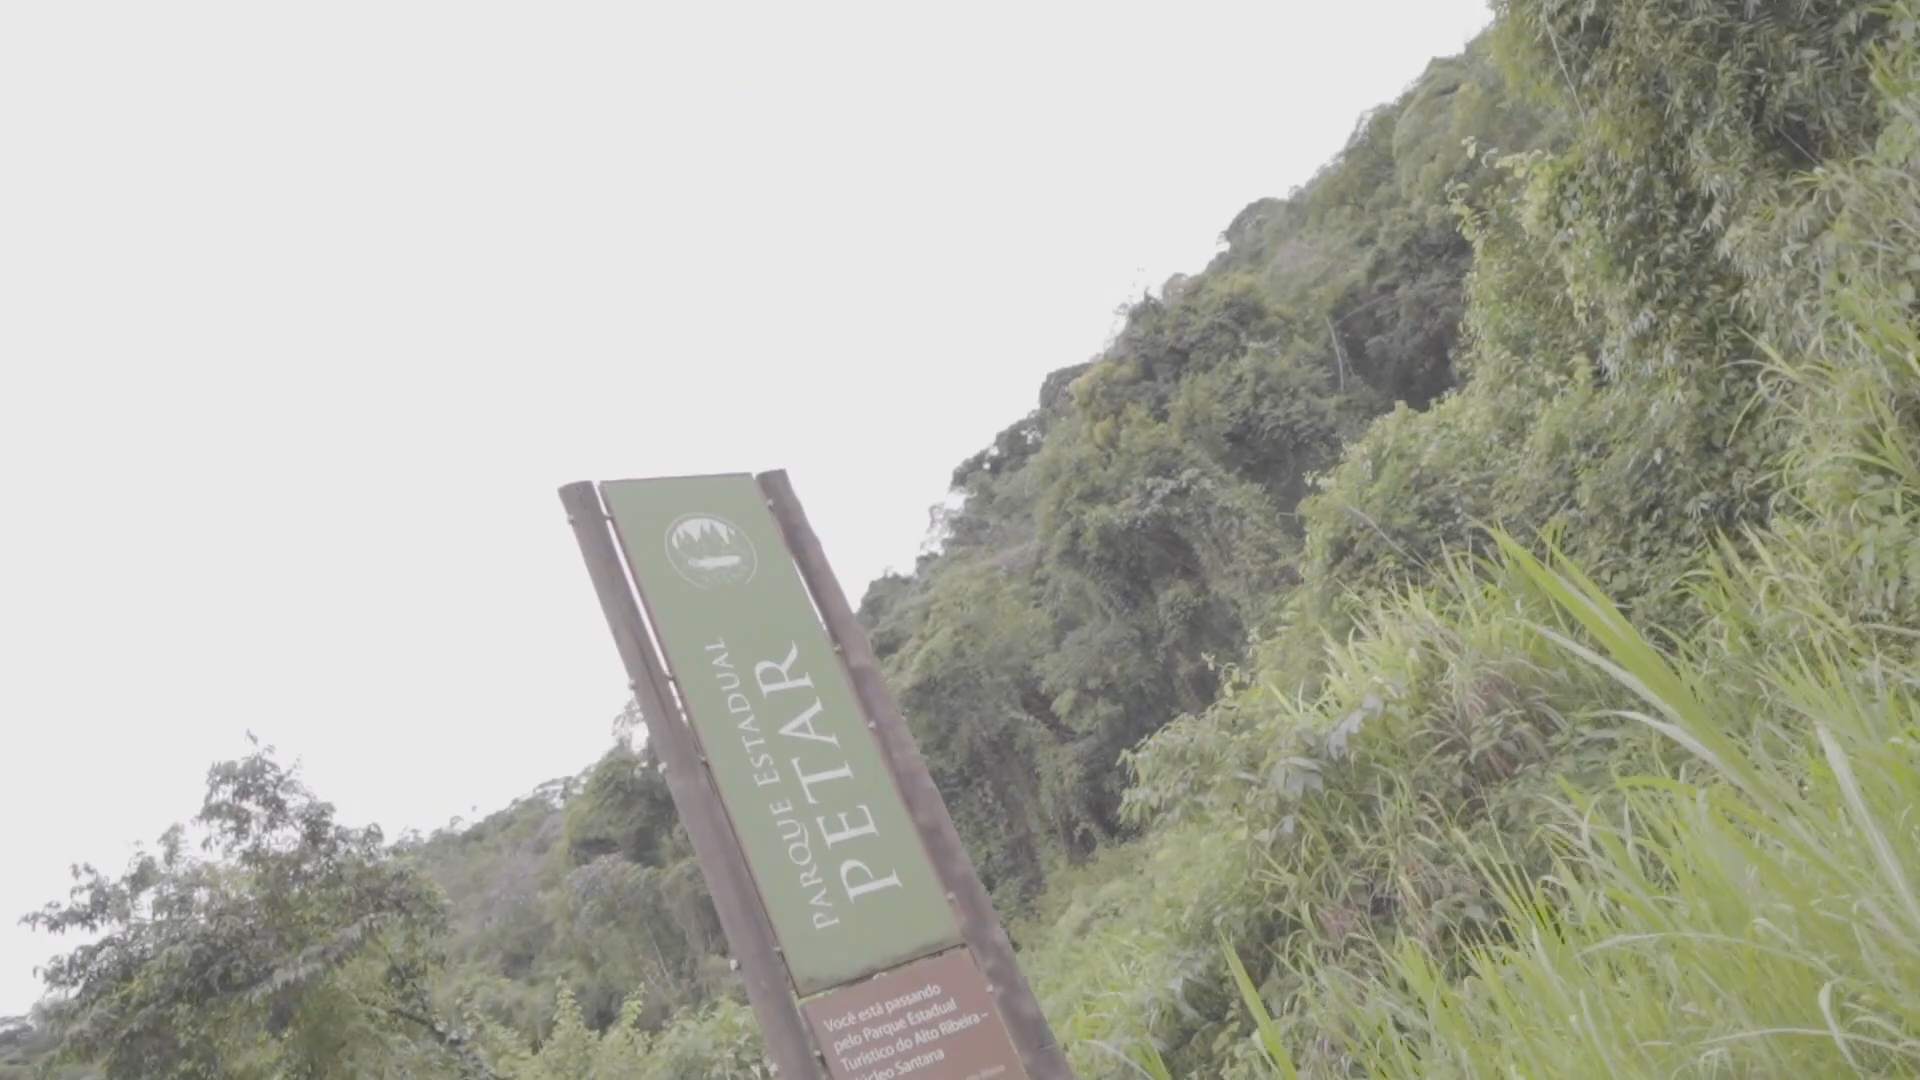 PARQUE ESTADUAL
PETAR
Você está passando
pelo Parque Estadual
Turístico do Alto Ribeira –
Núcleo Santana